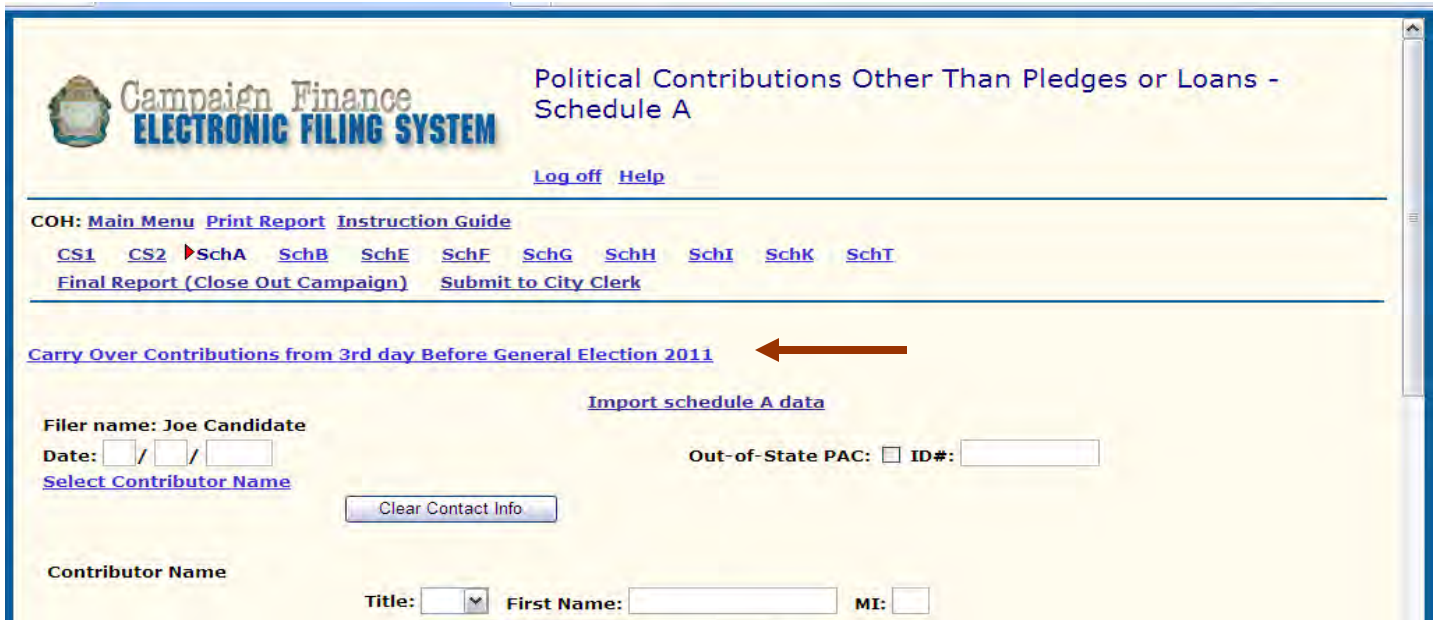 Campaign Finance
ELECTRONIC FILING SYSTEM
Political Contributions Other Than Pledges or Loans -
Schedule A
Log off Help
COH: Main Menu Print Report Instruction Guide
CS1 CS2 SchA SchB SchE SchF SchG SchH SchI SchK SchT
Final Report (Close Out Campaign) Submit to City Clerk
Carry Over Contributions from 3rd day Before General Election 2011
Import schedule A data
Filer name: Joe Candidate
Date: / / Out-of-State PAC: ID#:
Select Contributor Name
Clear Contact Info
Contributor Name
Title: First Name: MI: